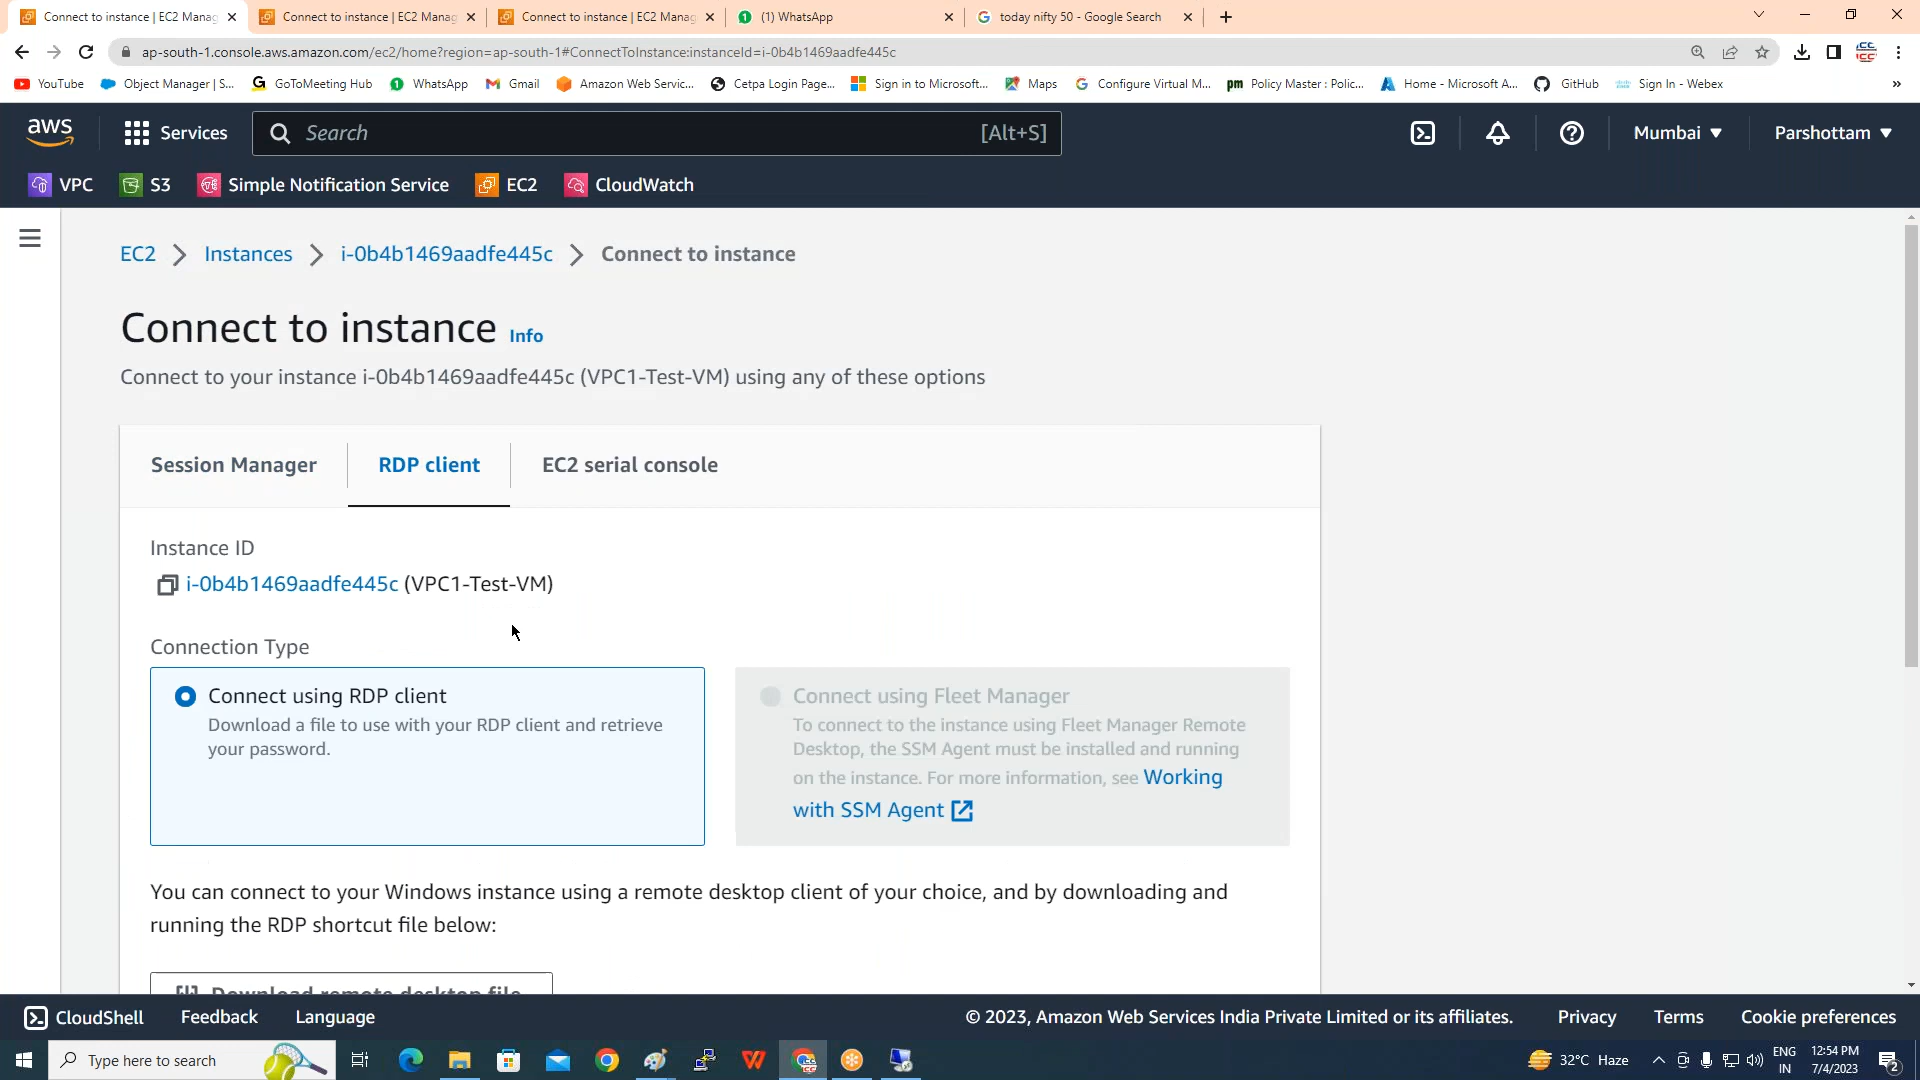 Connect to instance | EC2 Manag
Connect to instance | EC2 Manag
Connect to instance | EC2 Manag
(1) WhatsApp
today nifty 50 - Google Search
ap-south-1.console.aws.amazon.com/ec2/home?region=ap-south-1#ConnectToInstance:instanceId=i-0b4b1469aadfe445c
YouTube
Object Manager | S...
GoToMeeting Hub
WhatsApp
Gmail
Amazon Web Servic...
Cetpa Login Page...
Sign in to Microsoft...
Maps
Configure Virtual M...
pm Policy Master : Polic...
Home - Microsoft A...
GitHub
Sign In - Webex
aws
Services
Search
[Alt+S]
Mumbai
Parshottam
VPC
S3
Simple Notification Service
EC2
CloudWatch
EC2
Instances
i-0b4b1469aadfe445c
Connect to instance
Connect to instance Info
Connect to your instance i-0b4b1469aadfe445c (VPC1-Test-VM) using any of these options
Session Manager
RDP client
EC2 serial console
Instance ID
i-0b4b1469aadfe445c (VPC1-Test-VM)
Connection Type
Connect using RDP client
Download a file to use with your RDP client and retrieve
your password.
Connect using Fleet Manager
To connect to the instance using Fleet Manager Remote
Desktop, the SSM Agent must be installed and running
on the instance. For more information, see Working
with SSM Agent
You can connect to your Windows instance using a remote desktop client of your choice, and by downloading and
running the RDP shortcut file below:
Download remote desktop file
CloudShell
Feedback
Language
© 2023, Amazon Web Services India Private Limited or its affiliates.
Privacy
Terms
Cookie preferences
Type here to search
32°C Haze
ENG
IN
12:54 PM
7/4/2023
2